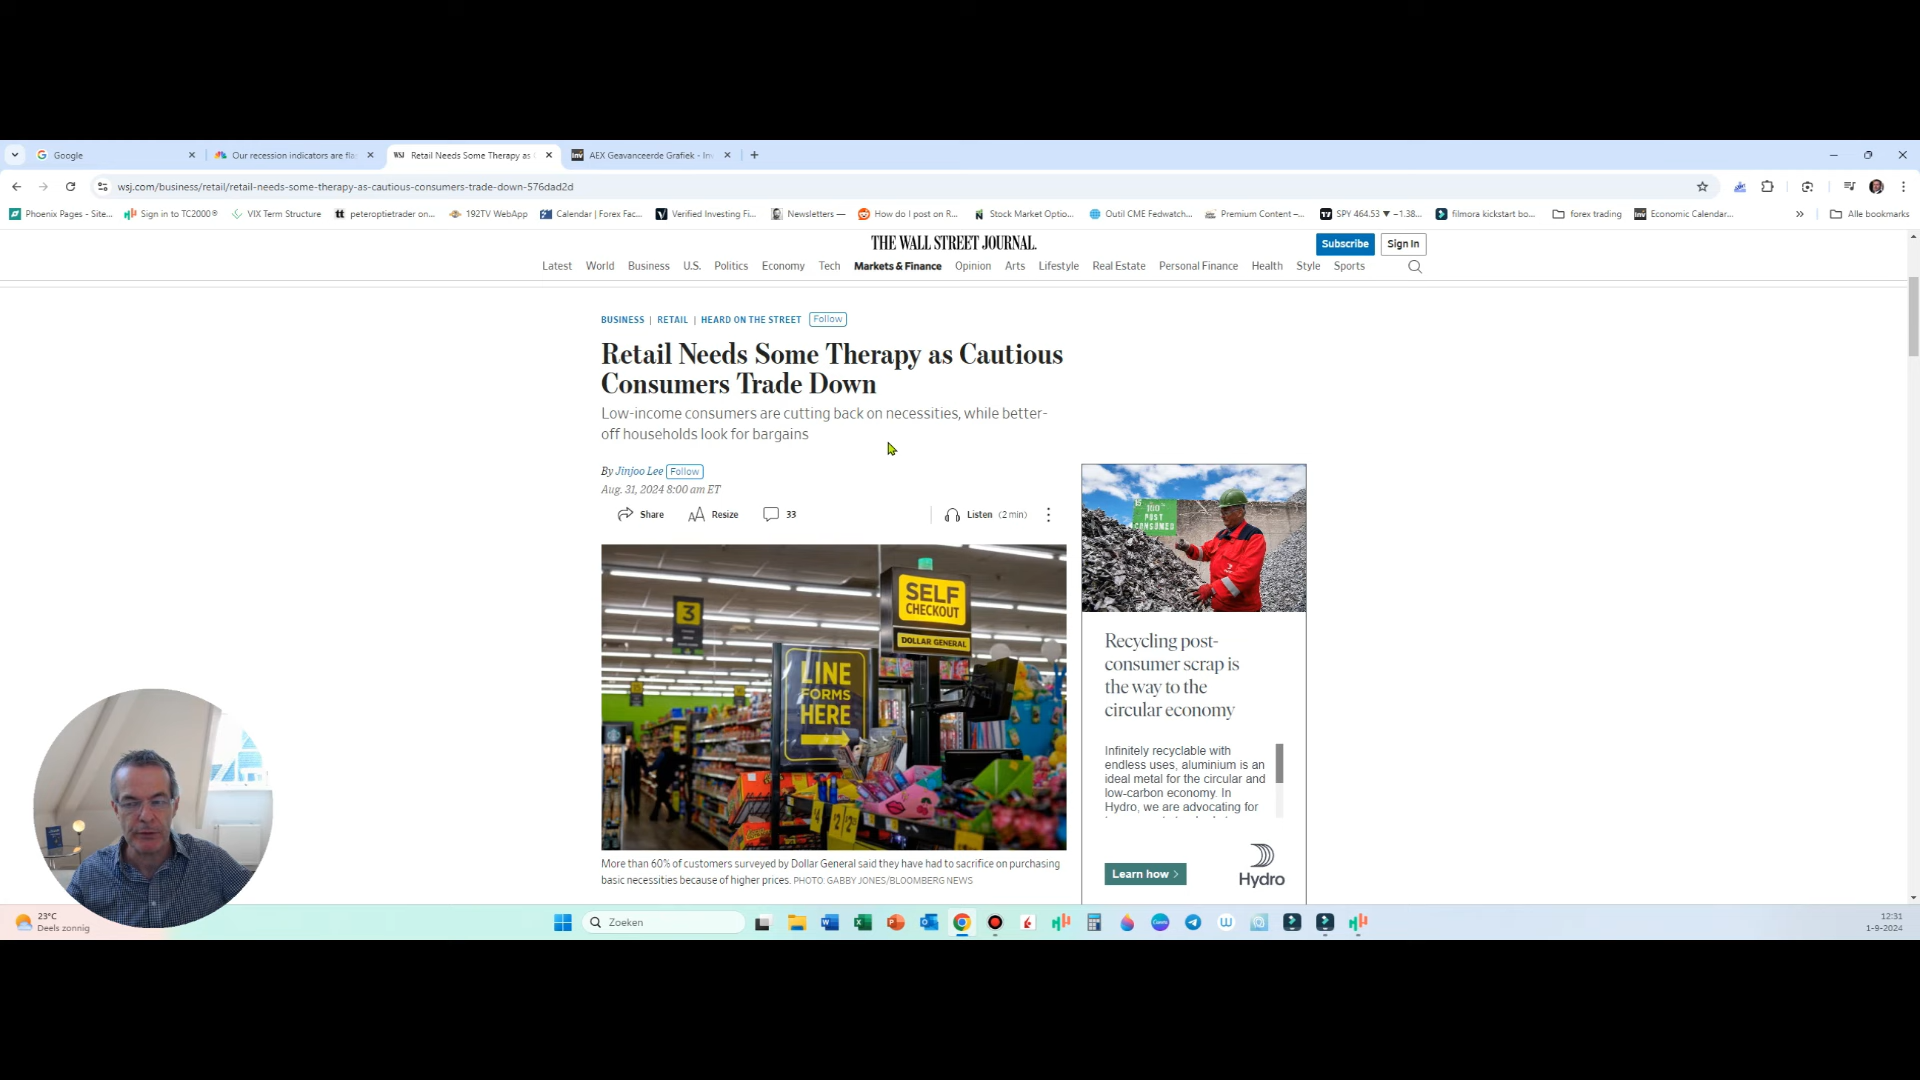 Google
Our recession indicators are fla
WSJ Retail Needs Some Therapy as C
Inv AEX Geavanceerde Grafiek - Inv
wsj.com/business/retail/retail-needs-some-therapy-as-cautious-consumers-trade-down-576dad2d
Phoenix Pages - Site...
Sign in to TC2000®
VIX Term Structure
tt peteroptietrader on...
192TV WebApp
Calendar | Forex Fac...
Verified Investing Fi...
Newsletters —
How do I post on R...
Stock Market Optio...
Outil CME Fedwatch...
Premium Content –...
SPY 464.53 ▼ −1.38...
filmora kickstart bo...
forex trading
Inv Economic Calendar...
»
Alle bookmarks
THE WALL STREET JOURNAL.
Subscribe
Sign In
Latest World Business U.S. Politics Economy Tech Markets & Finance Opinion Arts Lifestyle Real Estate Personal Finance Health Style Sports
BUSINESS | RETAIL | HEARD ON THE STREET Follow
Retail Needs Some Therapy as Cautious
Consumers Trade Down
Low-income consumers are cutting back on necessities, while better-
off households look for bargains
By Jinjoo Lee Follow
Aug. 31, 2024 8:00 am ET
Share AA Resize 33 Listen (2 min)
3
SELF
CHECKOUT
DOLLAR GENERAL
LINE
FORMS
HERE
More than 60% of customers surveyed by Dollar General said they have had to sacrifice on purchasing
basic necessities because of higher prices. PHOTO: GABBY JONES/BLOOMBERG NEWS
POST
CONSUMED
Recycling post-
consumer scrap is
the way to the
circular economy
Infinitely recyclable with
endless uses, aluminium is an
ideal metal for the circular and
low-carbon economy. In
Hydro, we are advocating for
Learn how >
Hydro
23°C
Deels zonnig
Zoeken
12:31
1-9-2024